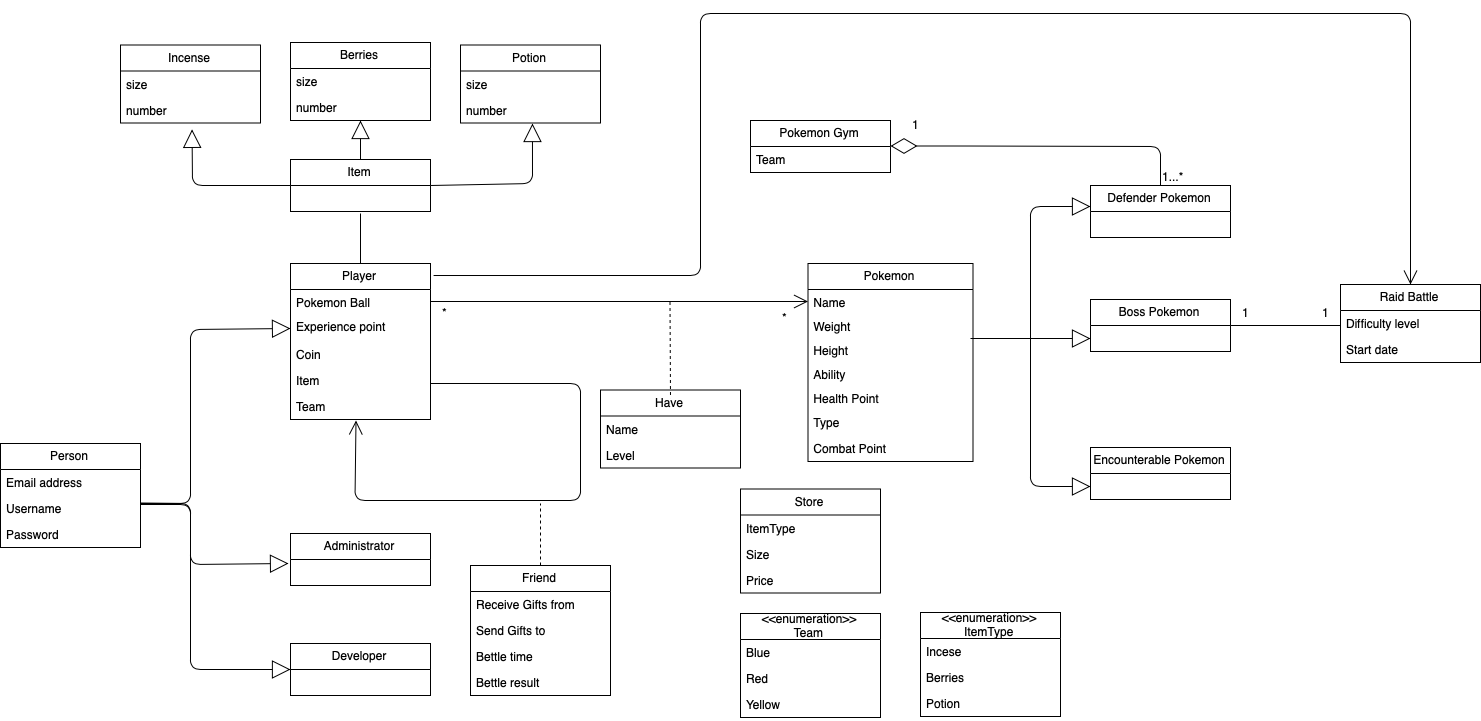 Incense
size
number
Berries
size
number
Potion
size
number
Item
Pokemon Gym
Team
1
1...*
Defender Pokemon
Player
Pokemon Ball
Experience point
Coin
Item
Team
*
*
Pokemon
Name
Weight
Height
Ability
Health Point
Type
Combat Point
Boss Pokemon
1
1
Raid Battle
Difficulty level
Start date
Have
Name
Level
Encounterable Pokemon
Person
Email address
Username
Password
Administrator
Developer
Friend
Receive Gifts from
Send Gifts to
Bettle time
Bettle result
Store
ItemType
Size
Price
<<enumeration>>
Team
Blue
Red
Yellow
<<enumeration>>
ItemType
Incese
Berries
Potion